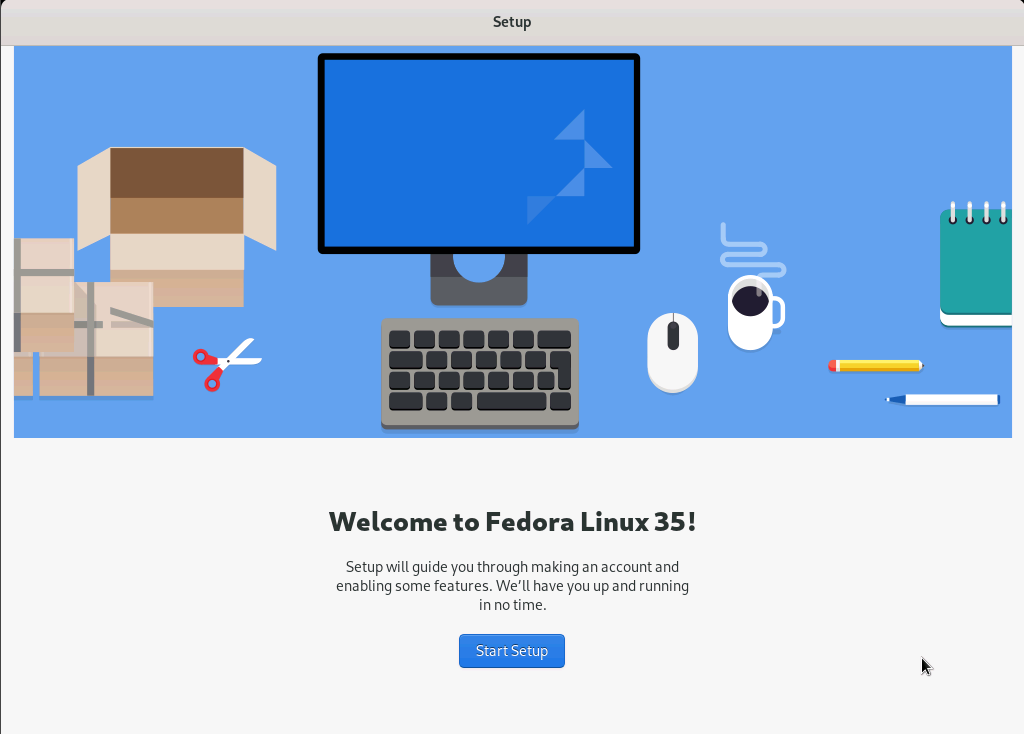 Setup
Welcome to Fedora Linux 35!
Setup will guide you through making an account and
enabling some features. We’ll have you up and running
in no time.
Start Setup